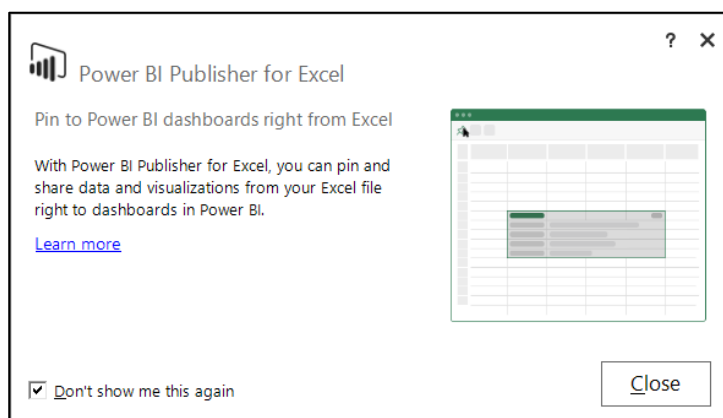 ?
Power BI Publisher for Excel
Pin to Power BI dashboards right from Excel
With Power BI Publisher for Excel, you can pin and
share data and visualizations from your Excel file
right to dashboards in Power BI.
Learn more
Don't show me this again
Close